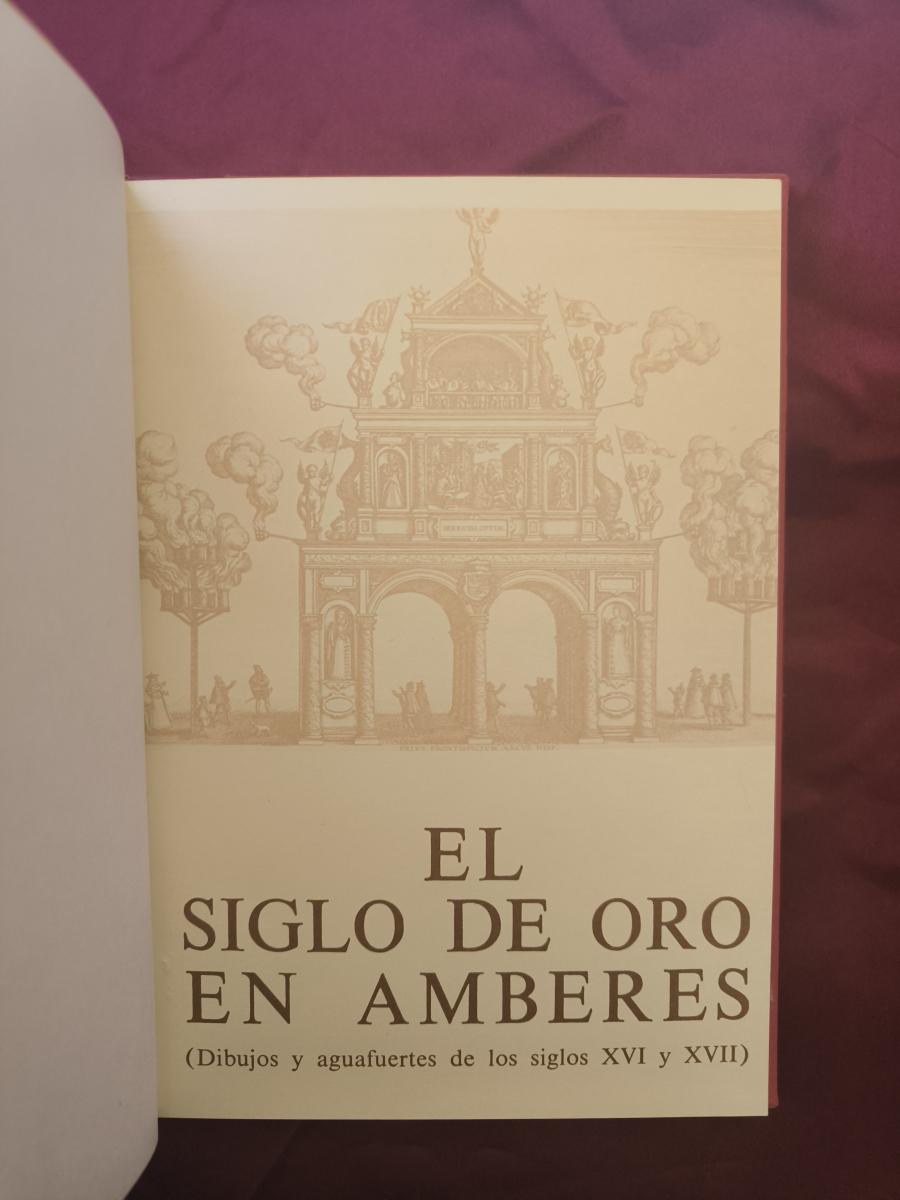 EL
SIGLO DE ORO
EN AMBERES
(Dibujos y aguafuertes de los siglos XVI y XVII)